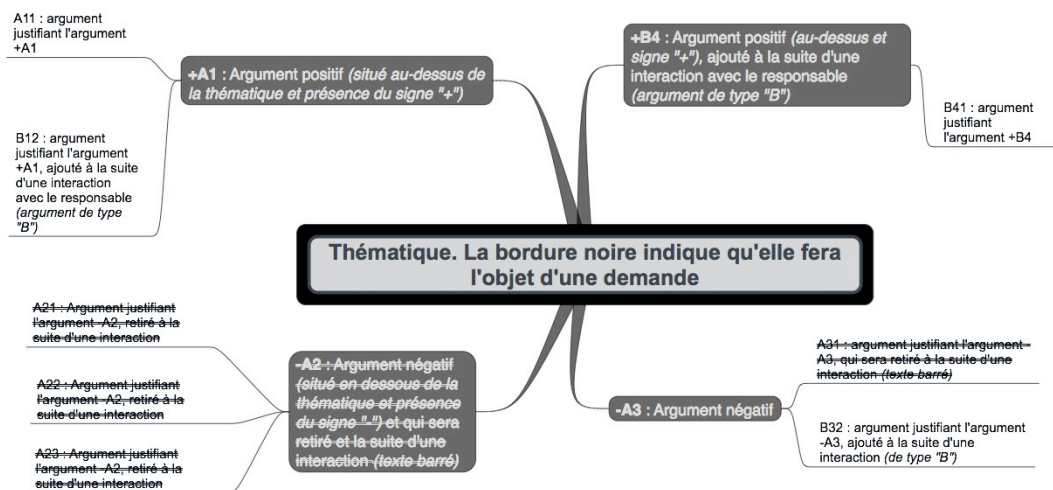 A11 : argument
justifiant l'argument
+A1
+A1 : Argument positif (situé au-dessus de
la thématique et présence du signe "+")
B12 : argument
justifiant l'argument
+A1, ajouté à la suite
d'une interaction
avec le responsable
(argument de type
"B")
+B4 : Argument positif (au-dessus et
signe "+"), ajouté à la suite d'une
interaction avec le responsable
(argument de type "B")
B41 : argument
justifiant
l'argument +B4
Thématique. La bordure noire indique qu'elle fera
l'objet d'une demande
A21 : Argument justifiant
l'argument -A2, retiré à la
suite d'une interaction
A22 : Argument justifiant
l'argument -A2, retiré à la
suite d'une interaction
A23 : Argument justifiant
l'argument -A2, retiré à la
suite d'une interaction
-A2 : Argument négatif
(situé en dessous de la
thématique et présence
du signe "-") et qui sera
retiré et la suite d'une
interaction (texte barré)
-A3 : Argument négatif
A31 : argument justifiant l'argument -
A3, qui sera retiré à la suite d'une
interaction (texte barré)
B32 : argument justifiant l'argument
-A3, ajouté à la suite d'une
interaction (de type "B")